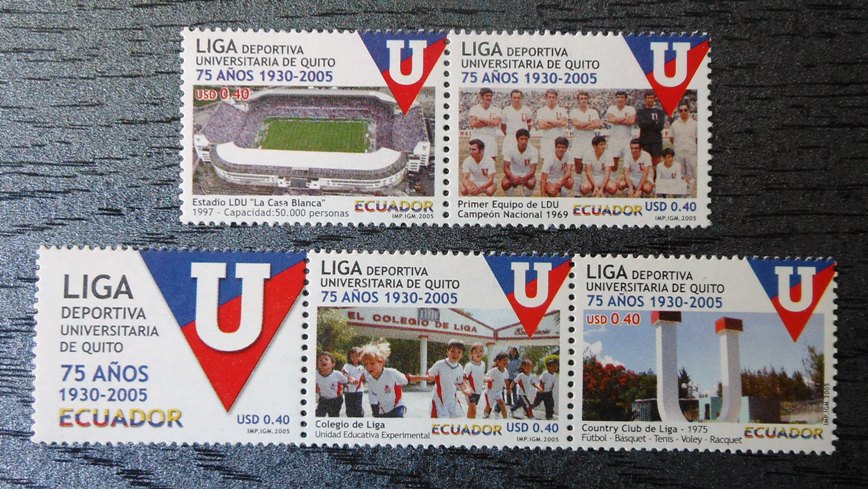 LIGA DEPORTIVA
UNIVERSITARIA DE QUITO
75 AÑOS 1930-2005
U
USD 0.40
Estadio LDU "La Casa Blanca"
1997 - Capacidad:50.000 personas
ECUADOR
IMP.IGM.2005
LIGA DEPORTIVA
UNIVERSITARIA DE QUITO
75 AÑOS 1930-2005
U
Primer Equipo de LDU
Campeón Nacional 1969
ECUADOR USD 0.40
IMP.IGM.2005
LIGA
DEPORTIVA
UNIVERSITARIA
DE QUITO
75 AÑOS
1930-2005
ECUADOR
U
USD 0.40
IMP.IGM.2005
LIGA DEPORTIVA
UNIVERSITARIA DE QUITO
75 AÑOS 1930-2005
U
EL COLEGIO DE LIGA
Colegio de Liga
Unidad Educativa Experimental
ECUADOR USD 0.40
IMP.IGM.2005
LIGA DEPORTIVA
UNIVERSITARIA DE QUITO
75 AÑOS 1930-2005
U
USD 0.40
Country Club de Liga - 1975
Fútbol - Básquet - Tenis - Voley - Racquet
ECUADOR
IMP.IGM.2005